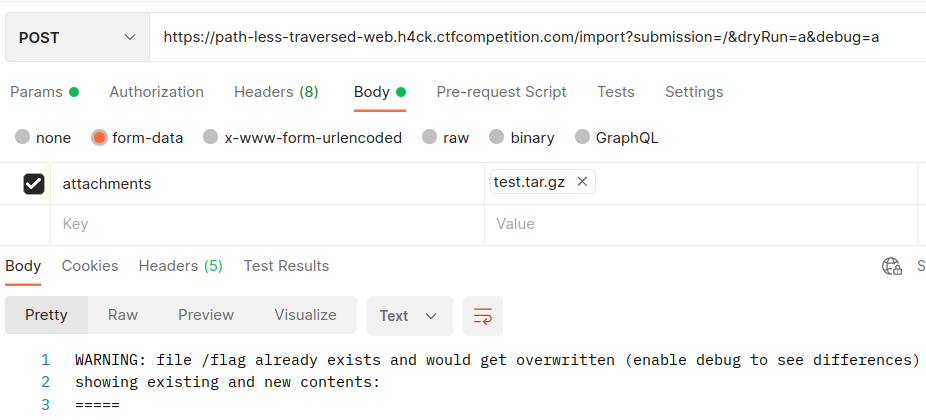 POST
https://path-less-traversed-web.h4ck.ctfcompetition.com/import?submission=/&dryRun=a&debug=a
Params Authorization Headers (8) Body Pre-request Script Tests Settings
none form-data x-www-form-urlencoded raw binary GraphQL
attachments test.tar.gz
Key Value
Body Cookies Headers (5) Test Results S
Pretty Raw Preview Visualize Text
1 WARNING: file /flag already exists and would get overwritten (enable debug to see differences)
2 showing existing and new contents:
3 =====